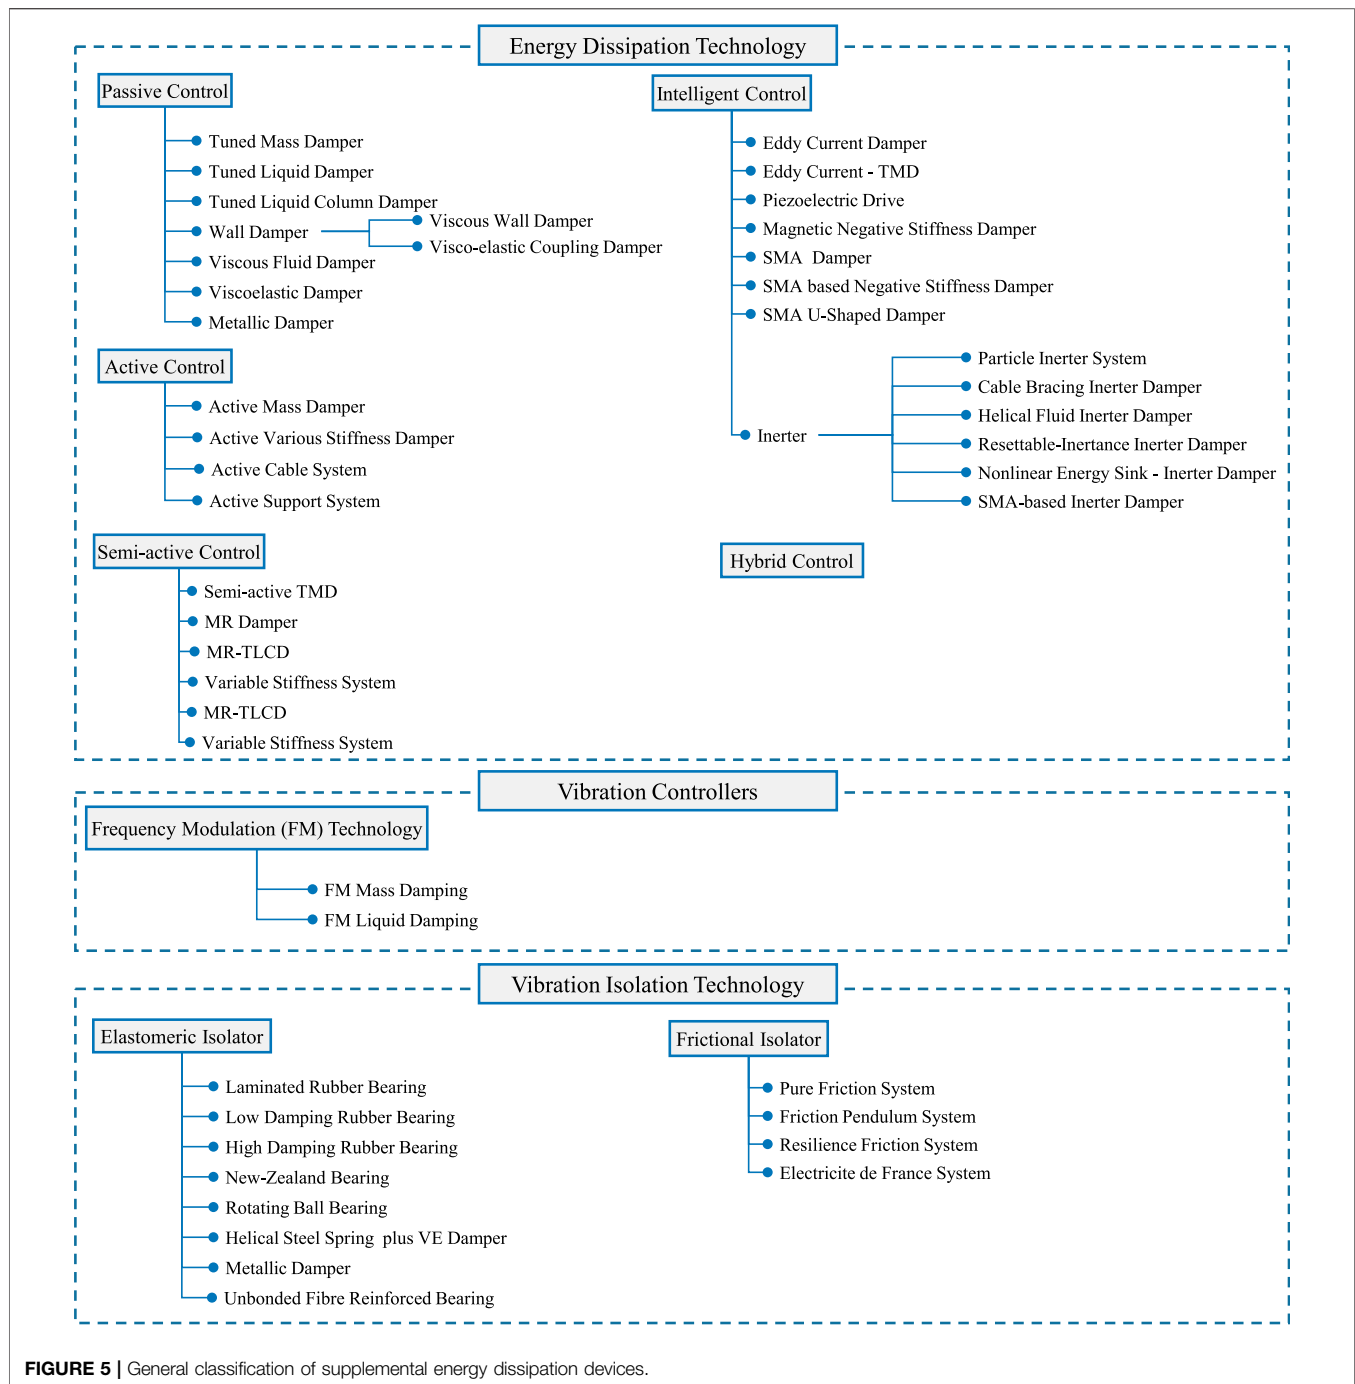 Energy Dissipation Technology
Passive Control
Tuned Mass Damper
Tuned Liquid Damper
Tuned Liquid Column Damper
Wall Damper
Viscous Wall Damper
Visco-elastic Coupling Damper
Viscous Fluid Damper
Viscoelastic Damper
Metallic Damper
Active Control
Active Mass Damper
Active Various Stiffness Damper
Active Cable System
Active Support System
Semi-active Control
Semi-active TMD
MR Damper
MR-TLCD
Variable Stiffness System
MR-TLCD
Variable Stiffness System
Intelligent Control
Eddy Current Damper
Eddy Current - TMD
Piezoelectric Drive
Magnetic Negative Stiffness Damper
SMA Damper
SMA based Negative Stiffness Damper
SMA U-Shaped Damper
Inerter
Particle Inerter System
Cable Bracing Inerter Damper
Helical Fluid Inerter Damper
Resettable-Inertance Inerter Damper
Nonlinear Energy Sink - Inerter Damper
SMA-based Inerter Damper
Hybrid Control
Vibration Controllers
Frequency Modulation (FM) Technology
FM Mass Damping
FM Liquid Damping
Vibration Isolation Technology
Elastomeric Isolator
Laminated Rubber Bearing
Low Damping Rubber Bearing
High Damping Rubber Bearing
New-Zealand Bearing
Rotating Ball Bearing
Helical Steel Spring plus VE Damper
Metallic Damper
Unbonded Fibre Reinforced Bearing
Frictional Isolator
Pure Friction System
Friction Pendulum System
Resilience Friction System
Electricite de France System
FIGURE 5 | General classification of supplemental energy dissipation devices.